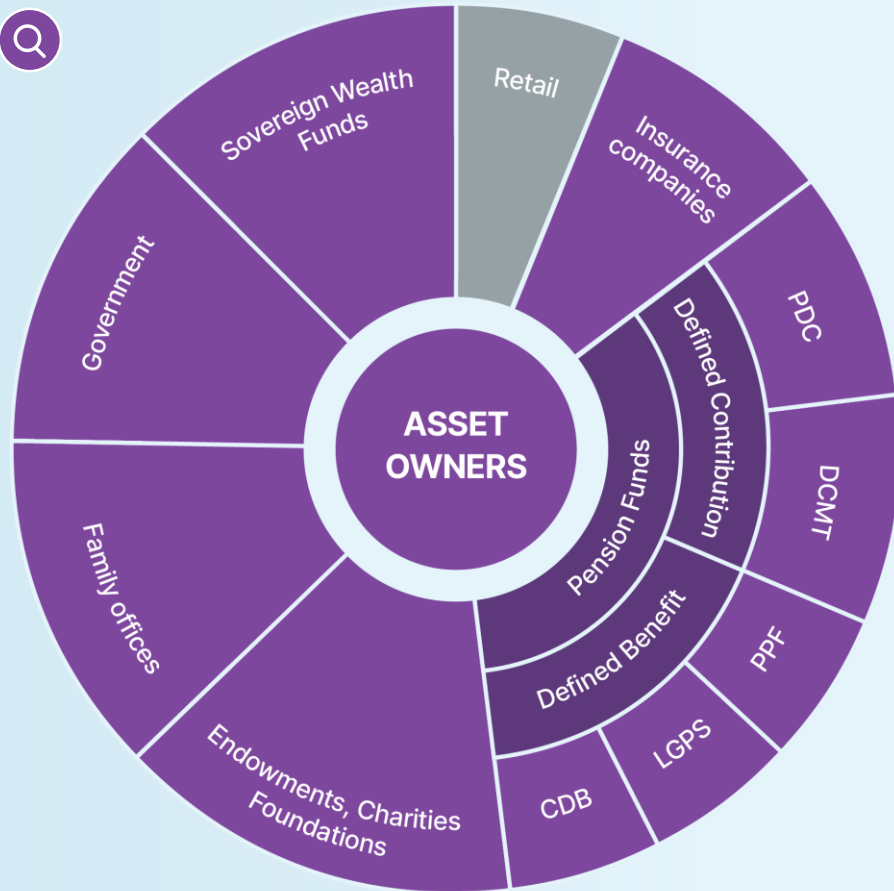 Retail
Insurance
companies
PDC
DCMT
PPF
LGPS
CDB
Defined Contribution
Defined Benefit
Pension Funds
Endowments, Charities
Foundations
Family offices
Government
Sovereign Wealth
Funds
ASSET
OWNERS